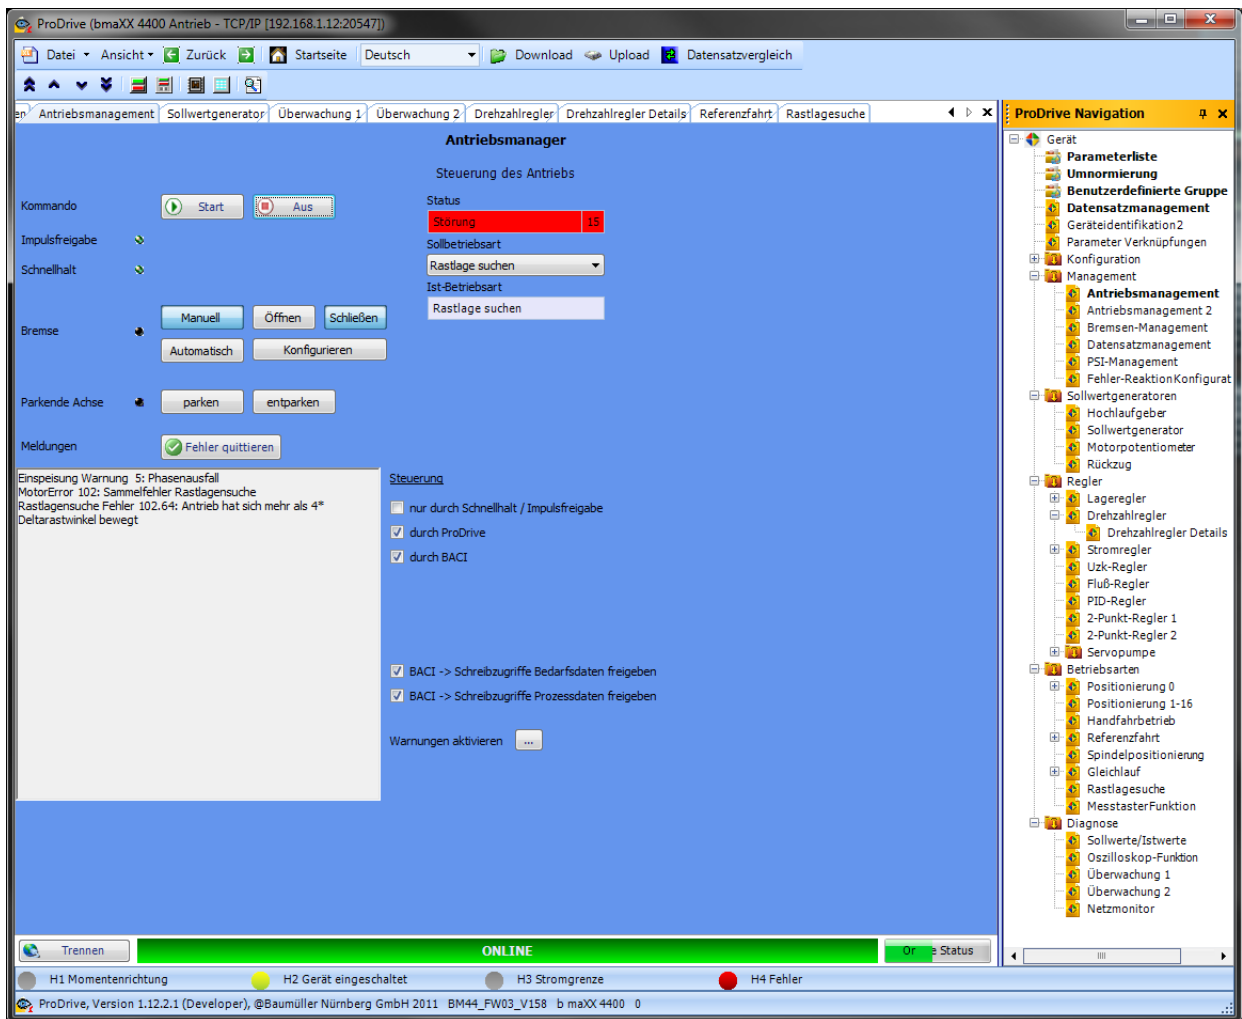 ProDrive (bmaXX 4400 Antrieb - TCP/IP [192.168.1.12:20547])
Datei Ansicht Zurück Startseite Deutsch Download Upload Datensatzvergleich
en Antriebsmanagement Sollwertgenerator Überwachung 1 Überwachung 2 Drehzahlregler Drehzahlregler Details Referenzfahrt Rastlagesuche
Antriebsmanager
Steuerung des Antriebs
Kommando Start Aus
Status
Störung 15
Impulsfreigabe
Sollbetriebsart
Schnellhalt
Rastlage suchen
Ist-Betriebsart
Rastlage suchen
Bremse
Manuell Öffnen Schließen
Automatisch Konfigurieren
Parkende Achse parken entparken
Meldungen Fehler quittieren
Einspeisung Warnung 5: Phasenausfall
MotorError 102: Sammelfehler Rastlagensuche
Rastlagensuche Fehler 102.64: Antrieb hat sich mehr als 4*
Deltarastwinkel bewegt
Steuerung
nur durch Schnellhalt / Impulsfreigabe
durch ProDrive
durch BACI
BACI -> Schreibzugriffe Bedarfsdaten freigeben
BACI -> Schreibzugriffe Prozessdaten freigeben
Warnungen aktivieren ...
ProDrive Navigation
Gerät
Parameterliste
Umnormierung
Benutzerdefinierte Gruppe
Datensatzmanagement
Geräteidentifikation2
Parameter Verknüpfungen
Konfiguration
Management
Antriebsmanagement
Antriebsmanagement 2
Bremsen-Management
Datensatzmanagement
PSI-Management
Fehler-ReaktionKonfigurat
Sollwertgeneratoren
Hochlaufgeber
Sollwertgenerator
Motorpotentiometer
Rückzug
Regler
Lageregler
Drehzahlregler
Drehzahlregler Details
Stromregler
Uzk-Regler
Fluß-Regler
PID-Regler
2-Punkt-Regler 1
2-Punkt-Regler 2
Servopumpe
Betriebsarten
Positionierung 0
Positionierung 1-16
Handfahrbetrieb
Referenzfahrt
Spindelpositionierung
Gleichlauf
Rastlagesuche
MesstasterFunktion
Diagnose
Sollwerte/Istwerte
Oszilloskop-Funktion
Überwachung 1
Überwachung 2
Netzmonitor
Trennen ONLINE Or e Status
H1 Momentenrichtung H2 Gerät eingeschaltet H3 Stromgrenze H4 Fehler
ProDrive, Version 1.12.2.1 (Developer), @Baumüller Nürnberg GmbH 2011 BM44_FW03_V158 b maXX 4400 0